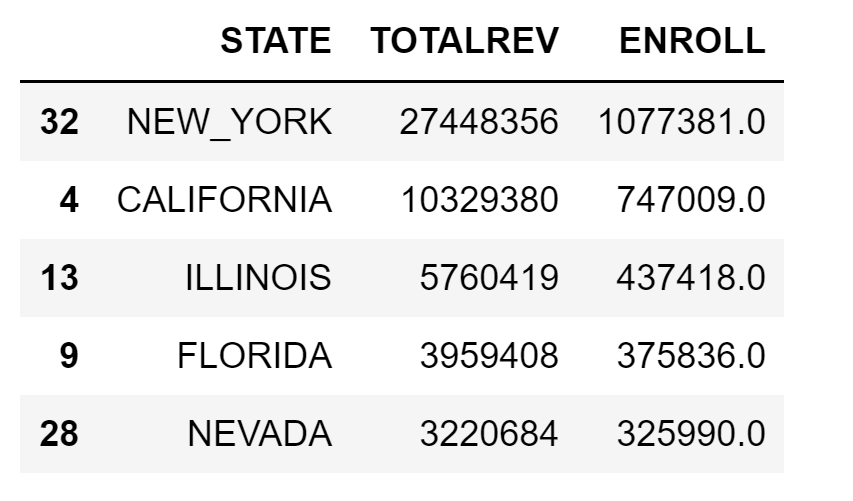 STATE TOTALREV ENROLL
32 NEW_YORK 27448356 1077381.0
4 CALIFORNIA 10329380 747009.0
13 ILLINOIS 5760419 437418.0
9 FLORIDA 3959408 375836.0
28 NEVADA 3220684 325990.0